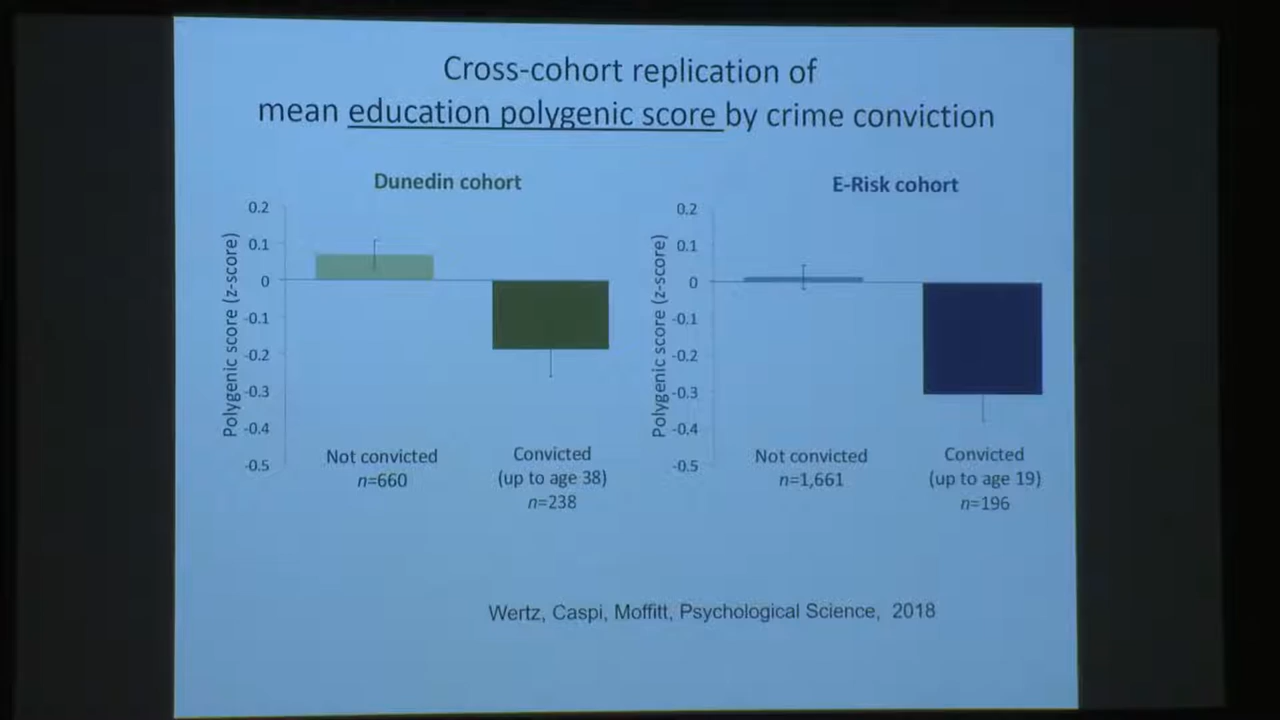 Cross-cohort replication of
mean education polygenic score by crime conviction
Dunedin cohort
Polygenic score (z-score)
0.2
0.1
0
-0.1
-0.2
-0.3
-0.4
-0.5
Not convicted
n=660
Convicted
(up to age 38)
n=238
E-Risk cohort
Polygenic score (z-score)
0.2
0.1
0
-0.1
-0.2
-0.3
-0.4
-0.5
Not convicted
n=1,661
Convicted
(up to age 19)
n=196
Wertz, Caspi, Moffitt, Psychological Science, 2018